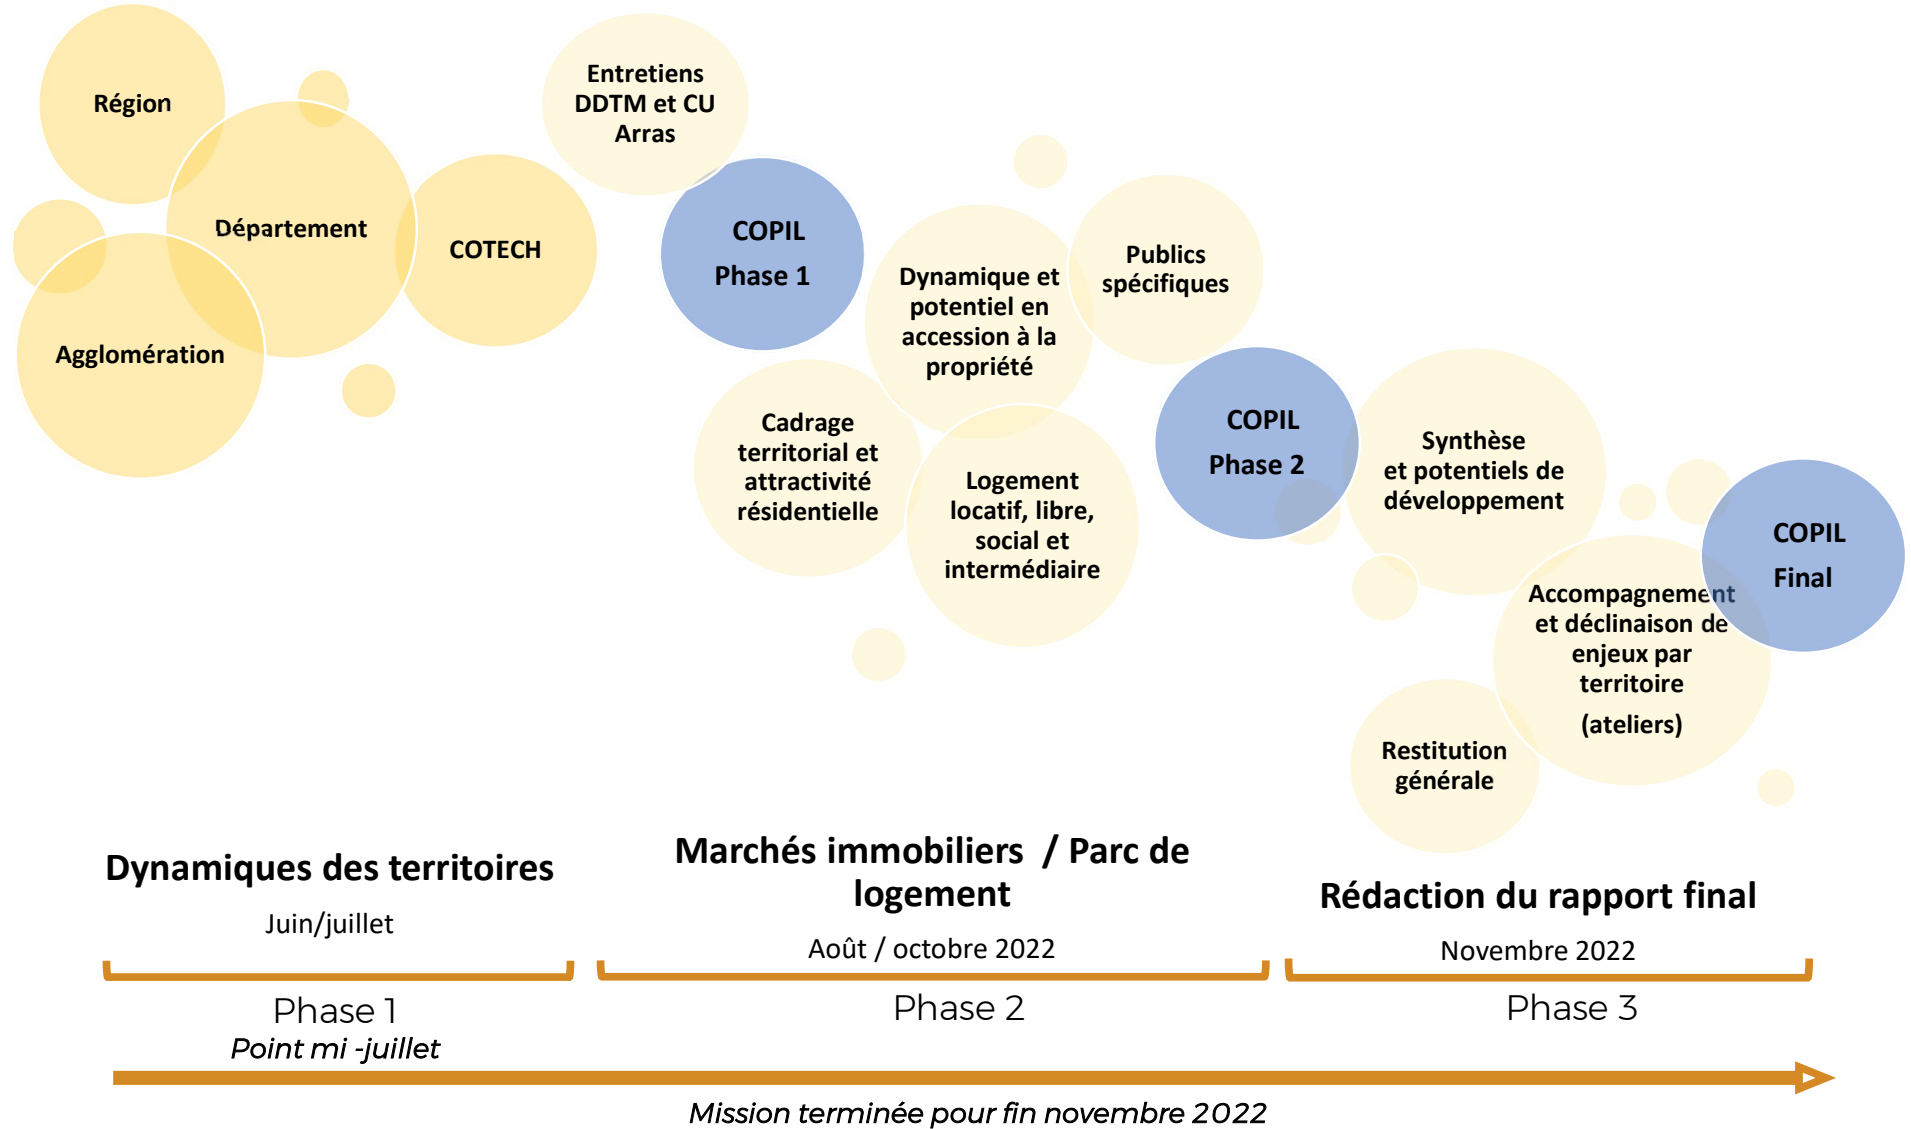 Région
Département
Agglomération
COTECH
Entretiens
DDTM et CU
Arras
COPIL
Phase 1
Cadrage
territorial et
attractivité
résidentielle
Dynamique et
potentiel en
accession à la
propriété
Logement
locatif, libre,
social et
intermédiaire
Publics
spécifiques
COPIL
Phase 2
Synthèse
et potentiels de
développement
Accompagnement
et déclinaison de
enjeux par
territoire
(ateliers)
Restitution
générale
COPIL
Final
Dynamiques des territoires
Juin/juillet
Phase 1
Point mi -juillet
Marchés immobiliers / Parc de
logement
Août / octobre 2022
Phase 2
Rédaction du rapport final
Novembre 2022
Phase 3
Mission terminée pour fin novembre 2022